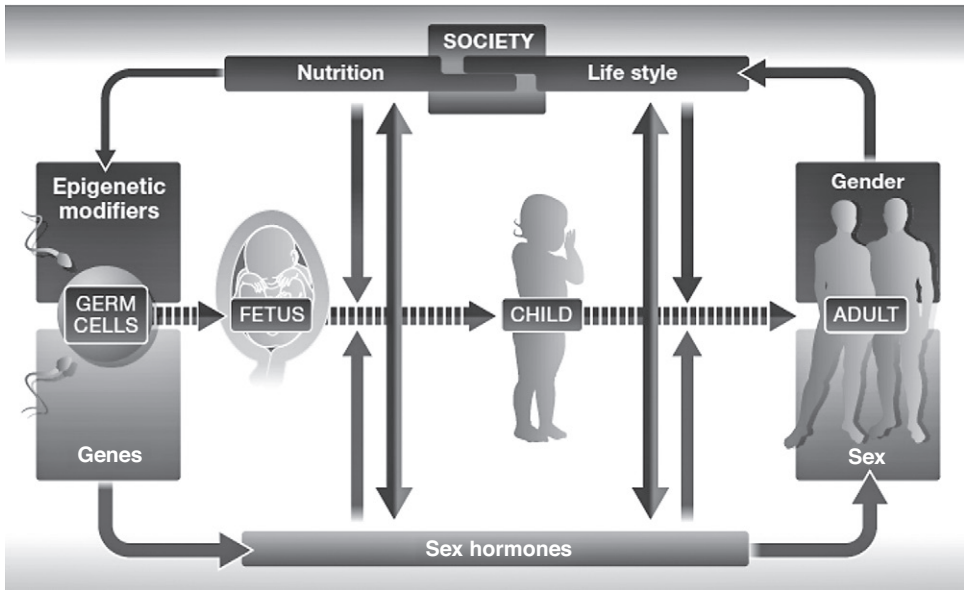 SOCIETY
Nutrition
Life style
Epigenetic
modifiers
Gender
GERM
CELLS
FETUS
CHILD
ADULT
Genes
Sex
Sex hormones